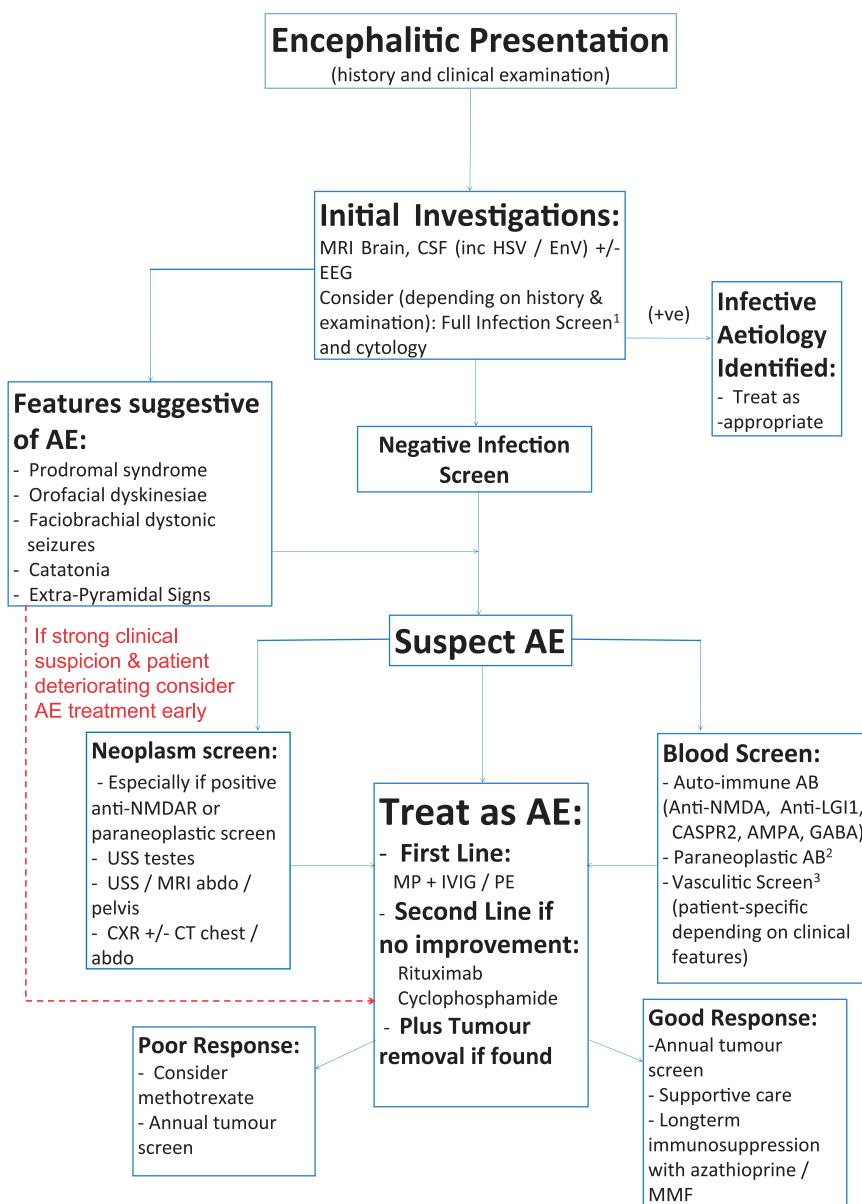 Encephalitic Presentation
(history and clinical examination)
Initial Investigations:
MRI Brain, CSF (inc HSV / EnV) +/-
EEG
Consider (depending on history &
examination): Full Infection Screen1
and cytology
(+ve)
Infective
Aetiology
Identified:
- Treat as
-appropriate
Features suggestive
of AE:
- Prodromal syndrome
- Orofacial dyskinesiae
- Faciobrachial dystonic
seizures
- Catatonia
- Extra-Pyramidal Signs
Negative Infection
Screen
If strong clinical
suspicion & patient
deteriorating consider
AE treatment early
Suspect AE
Neoplasm screen:
- Especially if positive
anti-NMDAR or
paraneoplastic screen
- USS testes
- USS / MRI abdo /
pelvis
- CXR +/- CT chest /
abdo
Treat as AE:
- First Line:
MP + IVIG / PE
- Second Line if
no improvement:
Rituximab
Cyclophosphamide
- Plus Tumour
removal if found
Blood Screen:
- Auto-immune AB
(Anti-NMDA, Anti-LGI1,
CASPR2, AMPA, GABA)
- Paraneoplastic AB2
- Vasculitic Screen3
(patient-specific
depending on clinical
features)
Poor Response:
- Consider
methotrexate
- Annual tumour
screen
Good Response:
-Annual tumour
screen
- Supportive care
- Longterm
immunosuppression
with azathioprine /
MMF